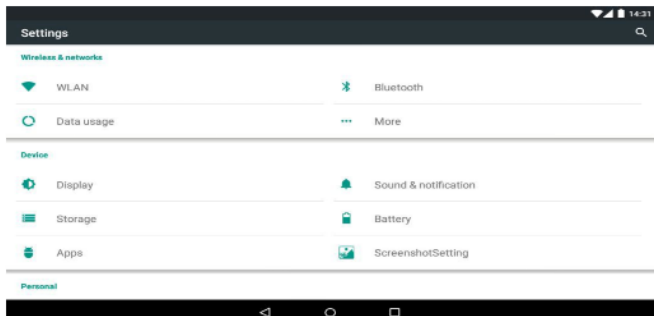 14:31
Settings
Wireless & networks
WLAN
Bluetooth
Data usage
More
Device
Display
Sound & notification
Storage
Battery
Apps
ScreenshotSetting
Personal